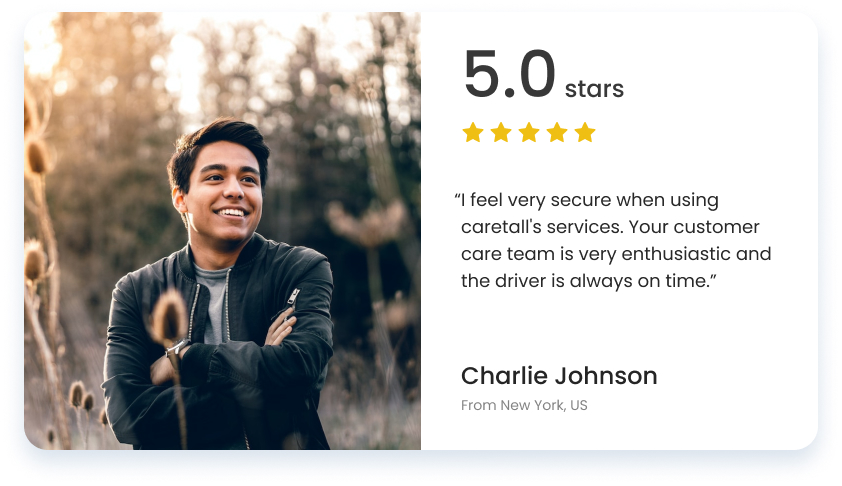 5.0 stars
“I feel very secure when using
caretall's services. Your customer
care team is very enthusiastic and
the driver is always on time.”
Charlie Johnson
From New York, US